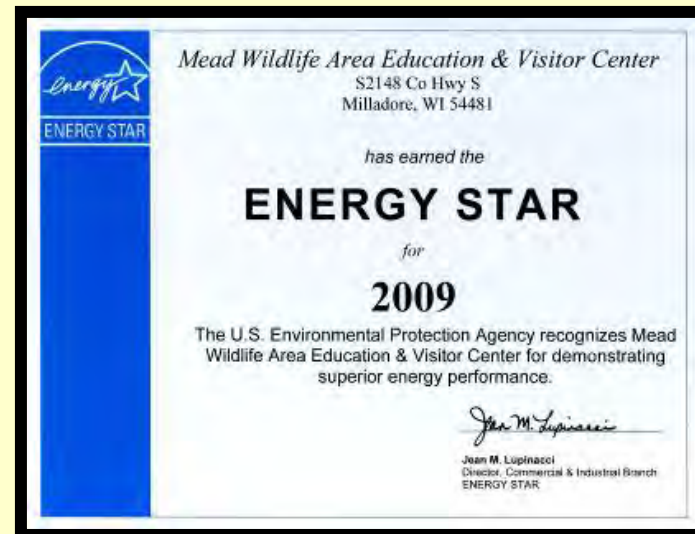 energy
ENERGY STAR
Mead Wildlife Area Education & Visitor Center
S2148 Co Hwy S
Milladore, WI 54481
has earned the
ENERGY STAR
for
2009
The U.S. Environmental Protection Agency recognizes Mead
Wildlife Area Education & Visitor Center for demonstrating
superior energy performance.
Jean M. Lupinacci
Jean M. Lupinacci
Director, Commercial & Industrial Branch
ENERGY STAR